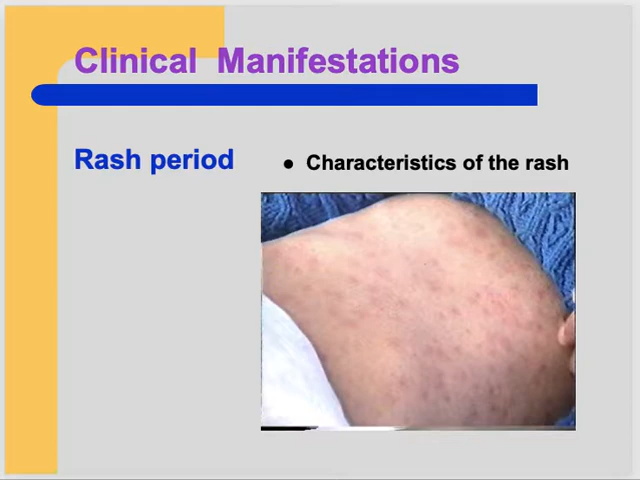 Clinical Manifestations
Rash period
● Characteristics of the rash